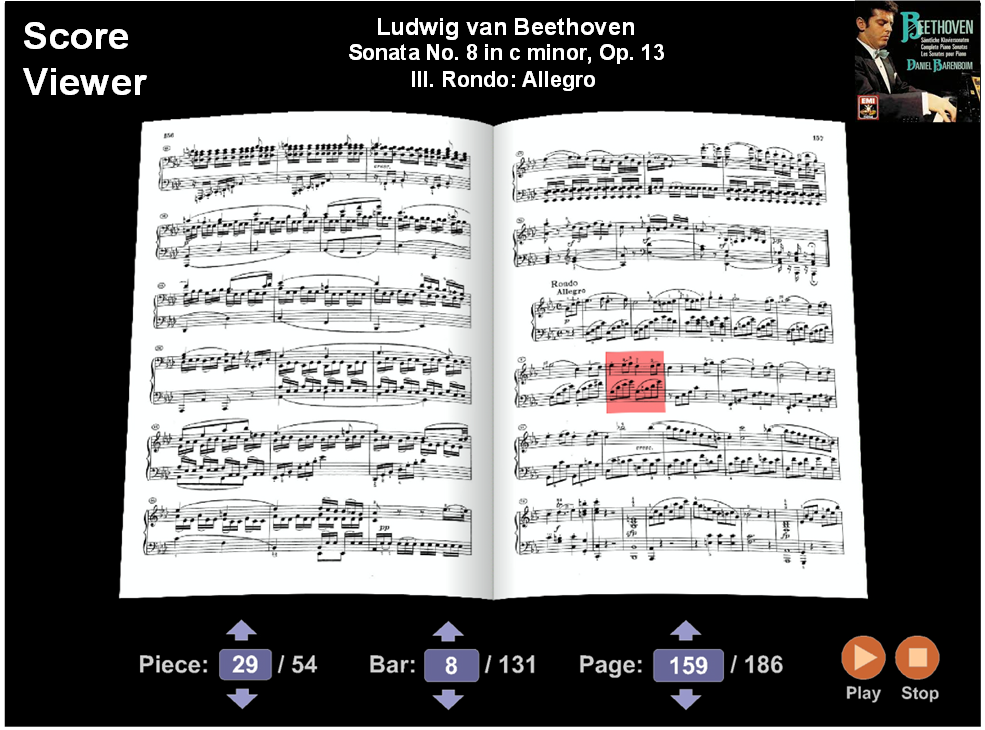 Score
Viewer
Ludwig van Beethoven
Sonata No. 8 in c minor, Op. 13
III. Rondo: Allegro
BEETHOVEN
Sämtliche Klaviersonaten
Complete Piano Sonatas
Les Sonates pour Piano
DANIEL BARENBOIM
EMI
156
157
Rondo
Allegro
p
pp
Piece: 29 / 54
Bar: 8 / 131
Page: 159 / 186
Play
Stop